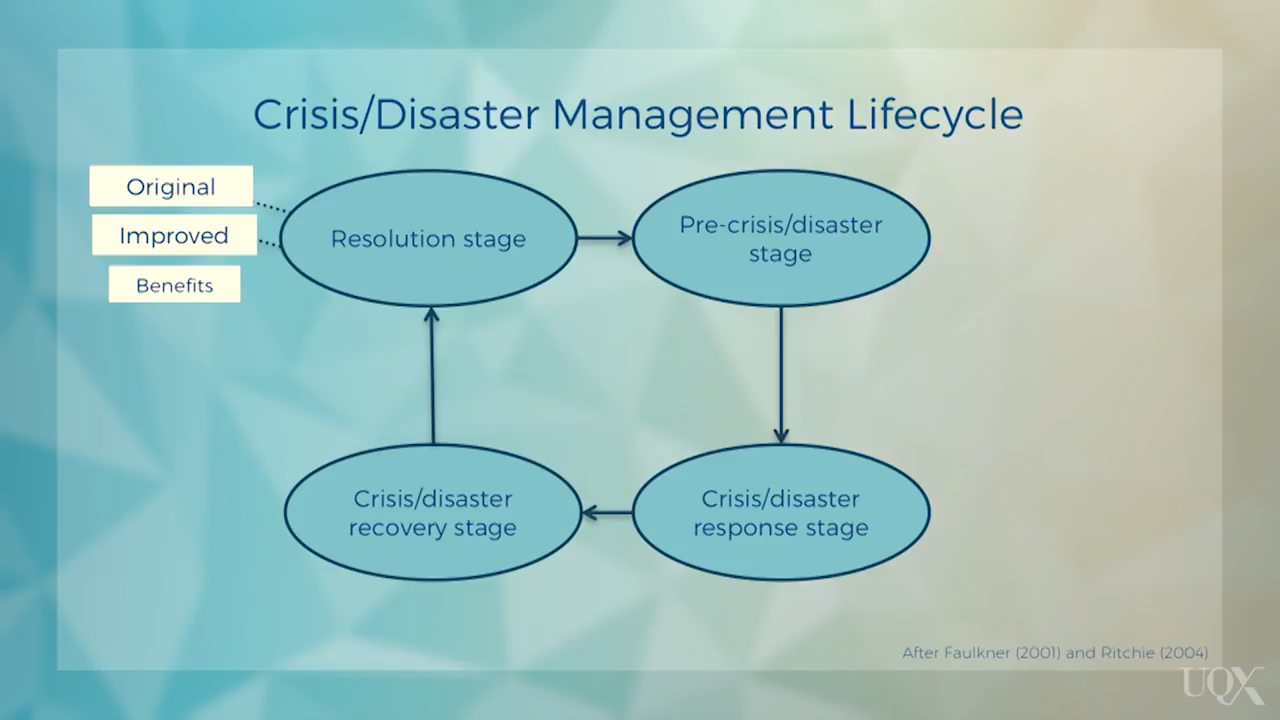 Crisis/Disaster Management Lifecycle
Original
Improved
Benefits
Resolution stage
Pre-crisis/disaster
stage
Crisis/disaster
recovery stage
Crisis/disaster
response stage
After Faulkner (2001) and Ritchie (2004)
UQX